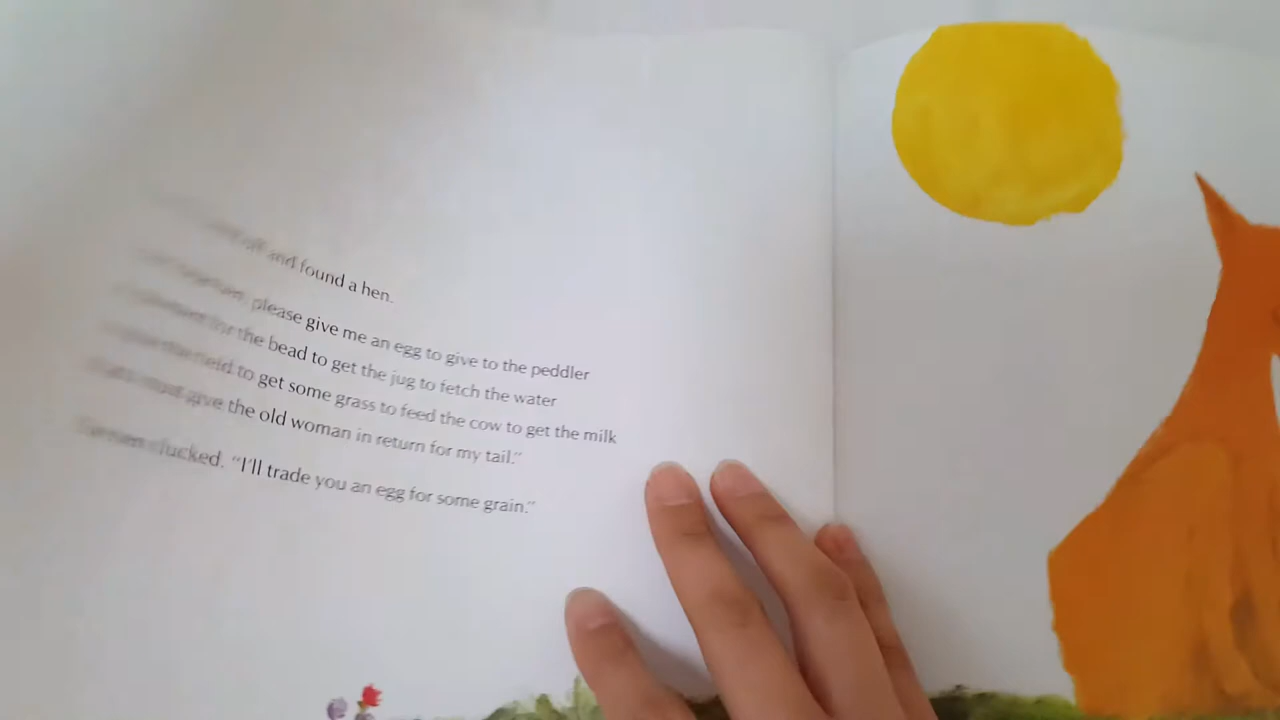 and found a hen.
please give me an egg to give to the peddler
for the bead to get the jug to fetch the water
field to get some grass to feed the cow to get the milk
give the old woman in return for my tail.”
clucked. “I’ll trade you an egg for some grain.”